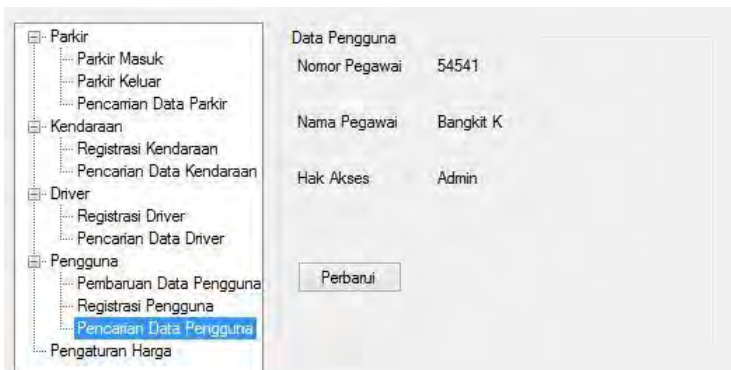 Parkir
Parkir Masuk
Parkir Keluar
Pencarrian Data Parkir
Kendaraan
Registrasi Kendaraan
Pencarian Data Kendaraan
Driver
Registrasi Driver
Pencarian Data Driver
Pengguna
Pembaruan Data Pengguna
Registrasi Pengguna
Pencarian Data Pengguna
Pengaturan Harga
Data Pengguna
Nomor Pegawai 54541
Nama Pegawai Bangkit K
Hak Akses Admin
Perbarui